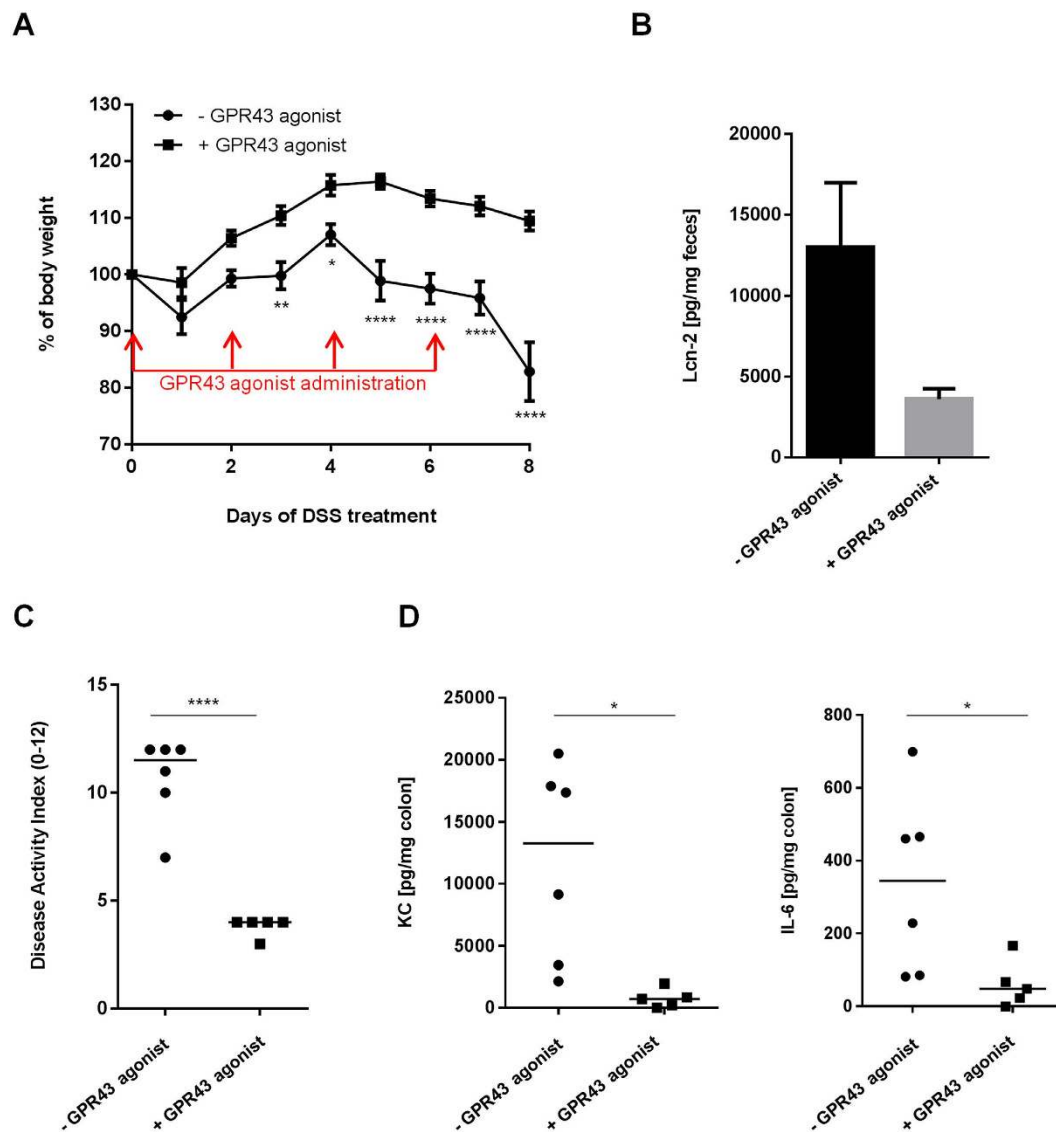 A
B
130
120
110
100
90
80
70
% of body weight
- GPR43 agonist
+ GPR43 agonist
*
**
****
****
****
****
GPR43 agonist administration
0
2
4
6
8
Days of DSS treatment
20000
15000
10000
5000
0
Lcn-2 [pg/mg feces]
- GPR43 agonist
+ GPR43 agonist
C
D
15
10
5
0
Disease Activity Index (0-12)
****
- GPR43 agonist
+ GPR43 agonist
25000
20000
15000
10000
5000
0
KC [pg/mg colon]
*
- GPR43 agonist
+ GPR43 agonist
800
600
400
200
0
IL-6 [pg/mg colon]
*
- GPR43 agonist
+ GPR43 agonist